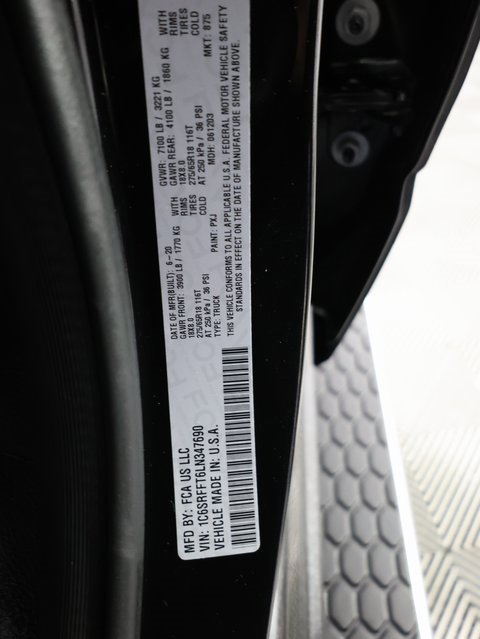 MFD BY: FCA US LLC
DATE OF MFR(BUILT): 6-20
GVWR: 7100 LB / 3221 KG
GAWR FRONT: 3900 LB / 1770 KG WITH
GAWR REAR: 4100 LB / 1860 KG WITH
18X8.0 RIMS
18X8.0 RIMS
275/65R18 116T TIRES
275/65R18 116T TIRES
AT 250 kPa / 36 PSI COLD
AT 250 kPa / 36 PSI COLD
VIN: 1C6SRFFT6LN347690
TYPE: TRUCK
PAINT: PXJ
MDH: 061203
MKT: 875
VEHICLE MADE IN: U.S.A.
THIS VEHICLE CONFORMS TO ALL APPLICABLE U.S.A. FEDERAL MOTOR VEHICLE SAFETY
STANDARDS IN EFFECT ON THE DATE OF MANUFACTURE SHOWN ABOVE.